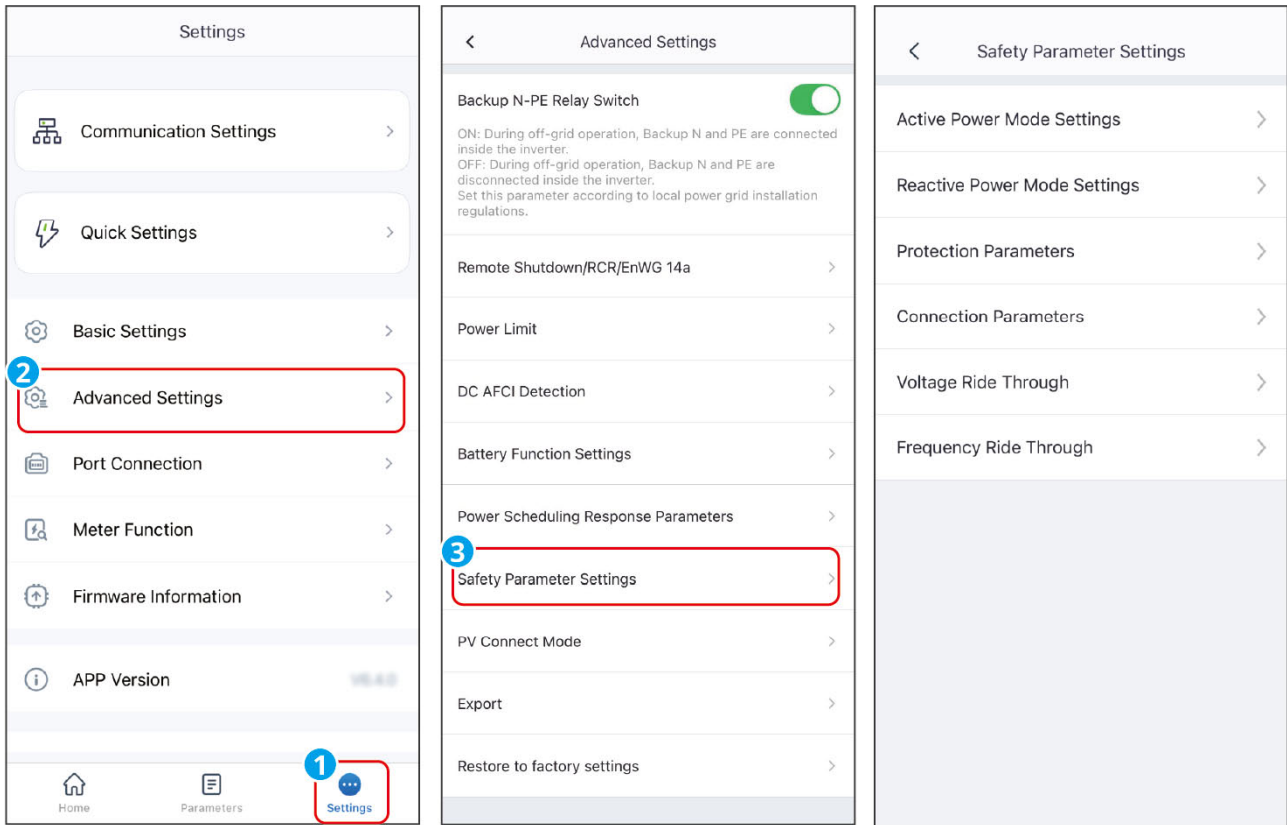 Settings
Communication Settings
Quick Settings
Basic Settings
2
Advanced Settings
Port Connection
Meter Function
Firmware Information
APP Version
1
Home
Parameters
Settings
Advanced Settings
Backup N-PE Relay Switch
ON: During off-grid operation, Backup N and PE are connected
inside the inverter.
OFF: During off-grid operation, Backup N and PE are
disconnected inside the inverter.
Set this parameter according to local power grid installation
regulations.
Remote Shutdown/RCR/EnWG 14a
Power Limit
DC AFCI Detection
Battery Function Settings
Power Scheduling Response Parameters
3
Safety Parameter Settings
PV Connect Mode
Export
Restore to factory settings
Safety Parameter Settings
Active Power Mode Settings
Reactive Power Mode Settings
Protection Parameters
Connection Parameters
Voltage Ride Through
Frequency Ride Through